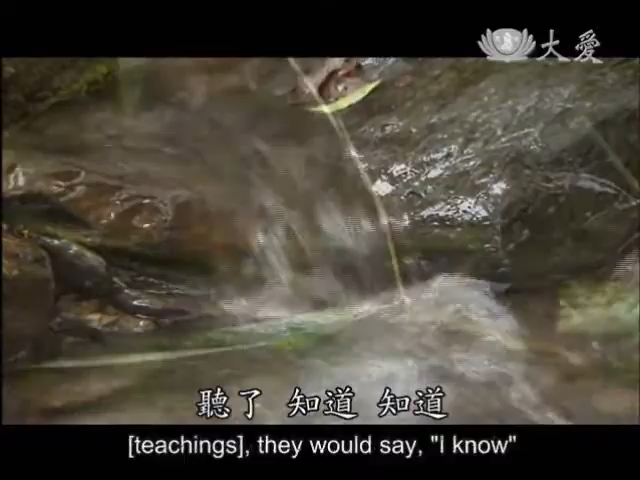 大愛
聽了 知道 知道
[teachings], they would say, "I know"